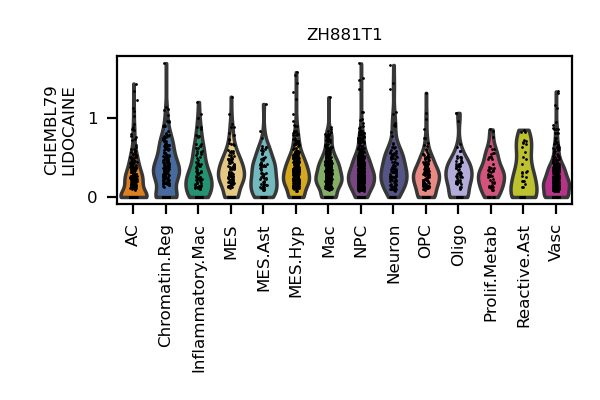 ZH881T1
CHEMBL79
LIDOCAINE
1
0
AC
Chromatin.Reg
Inflammatory.Mac
MES
MES.Ast
MES.Hyp
Mac
NPC
Neuron
OPC
Oligo
Prolif.Metab
Reactive.Ast
Vasc